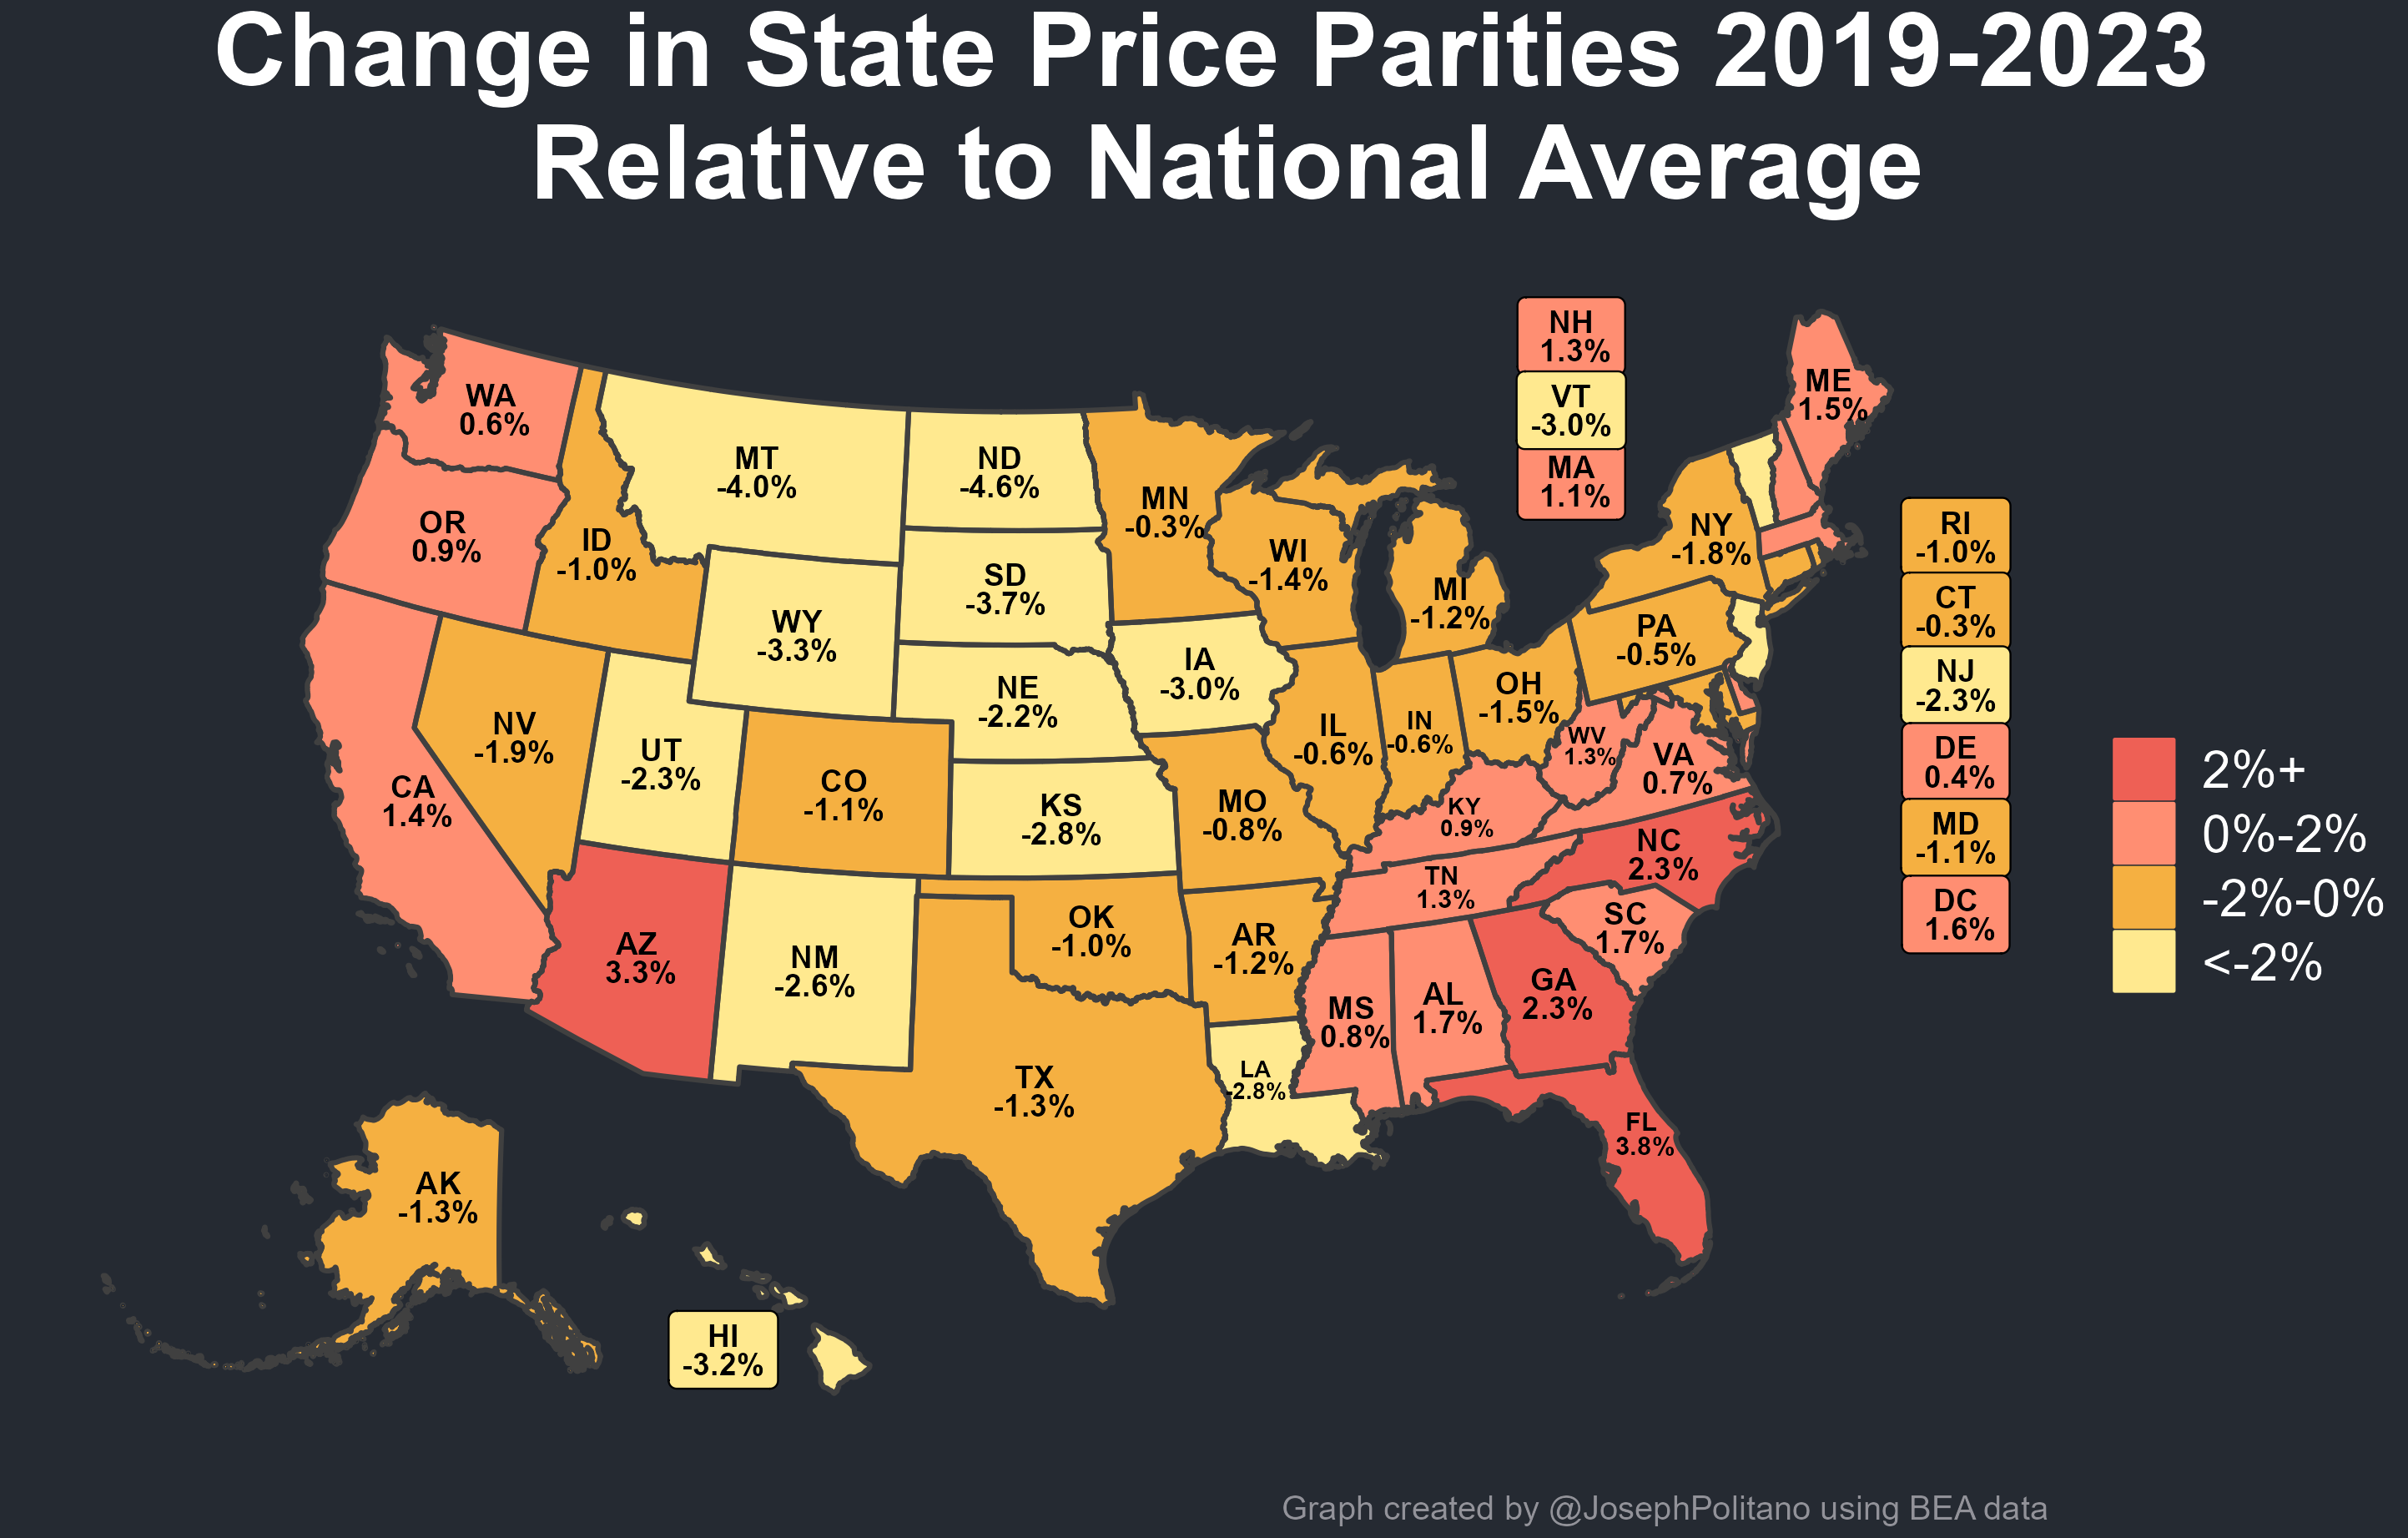 Change in State Price Parities 2019-2023
Relative to National Average
NH
1.3%
VT
-3.0%
MA
1.1%
ME
1.5%
WA
0.6%
MT
-4.0%
ND
-4.6%
MN
-0.3%
OR
0.9%
ID
-1.0%
WI
-1.4%
MI
-1.2%
NY
-1.8%
RI
-1.0%
CT
-0.3%
NJ
-2.3%
DE
0.4%
MD
-1.1%
DC
1.6%
SD
-3.7%
WY
-3.3%
PA
-0.5%
IA
-3.0%
NE
-2.2%
OH
-1.5%
NV
-1.9%
UT
-2.3%
IL
-0.6%
IN
-0.6%
WV
1.3%
VA
0.7%
CA
1.4%
CO
-1.1%
KS
-2.8%
MO
-0.8%
KY
0.9%
NC
2.3%
TN
1.3%
AZ
3.3%
NM
-2.6%
OK
-1.0%
AR
-1.2%
SC
1.7%
MS
0.8%
AL
1.7%
GA
2.3%
TX
-1.3%
LA
-2.8%
FL
3.8%
AK
-1.3%
HI
-3.2%
2%+
0%-2%
-2%-0%
<-2%
Graph created by @JosephPolitano using BEA data